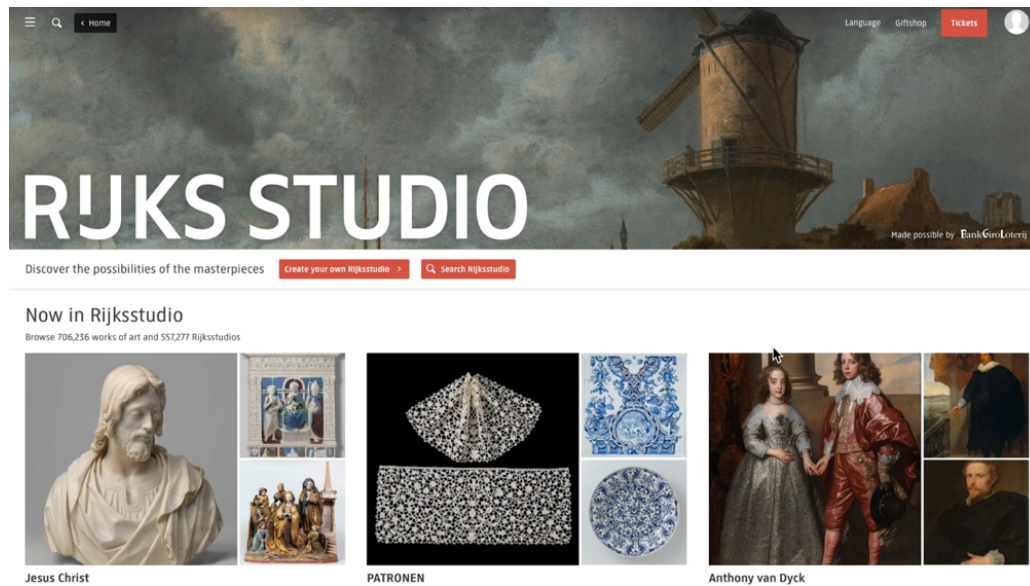 ‹ Home
Language Giftshop Tickets
RIJKS STUDIO
Made possible by BankGiroLoterij
Discover the possibilities of the masterpieces Create your own Rijksstudio > Search Rijksstudio
Now in Rijksstudio
Browse 706,236 works of art and 557,277 Rijksstudios
Jesus Christ PATRONEN Anthony van Dyck